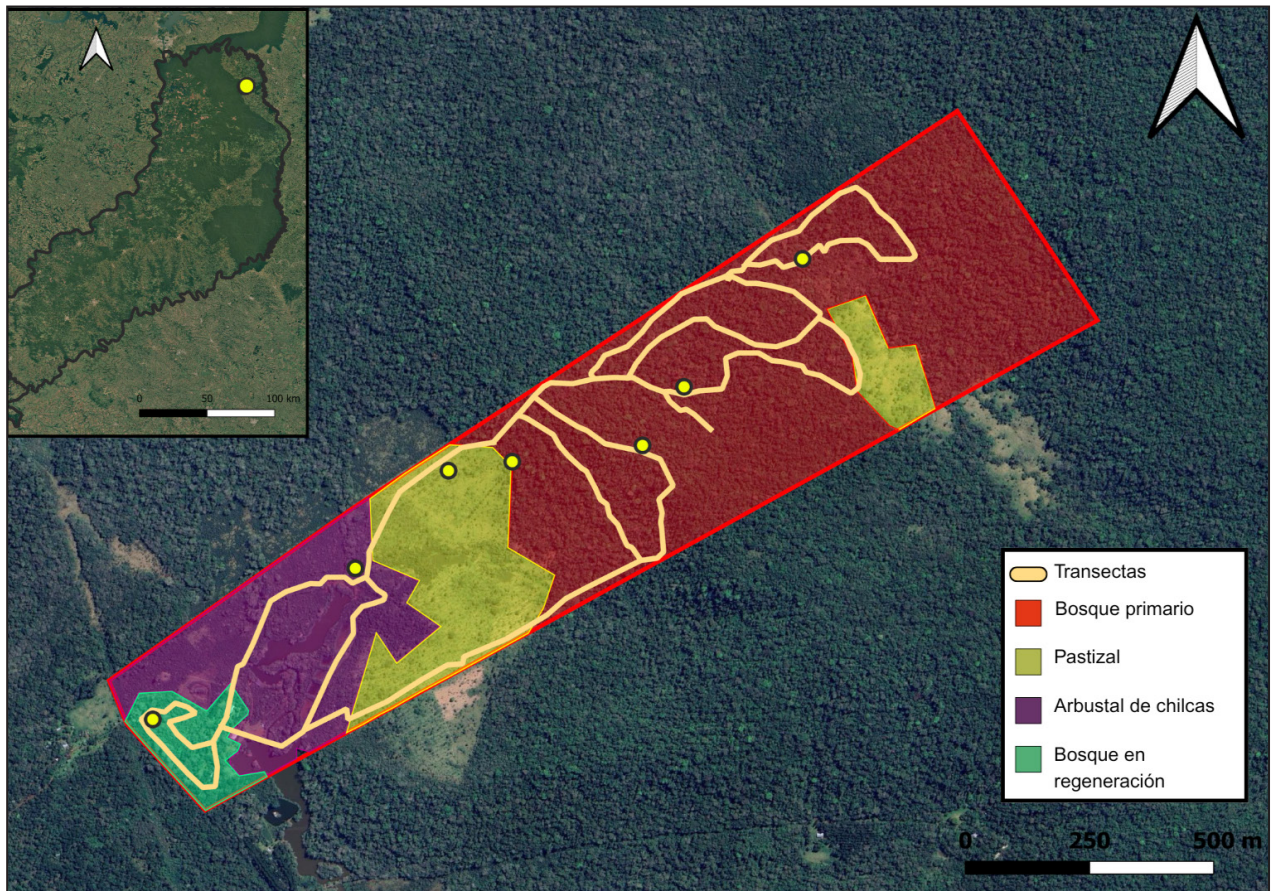 0 50 100 km
Transectas
Bosque primario
Pastizal
Arbustal de chilcas
Bosque en
regeneración
0 250 500 m